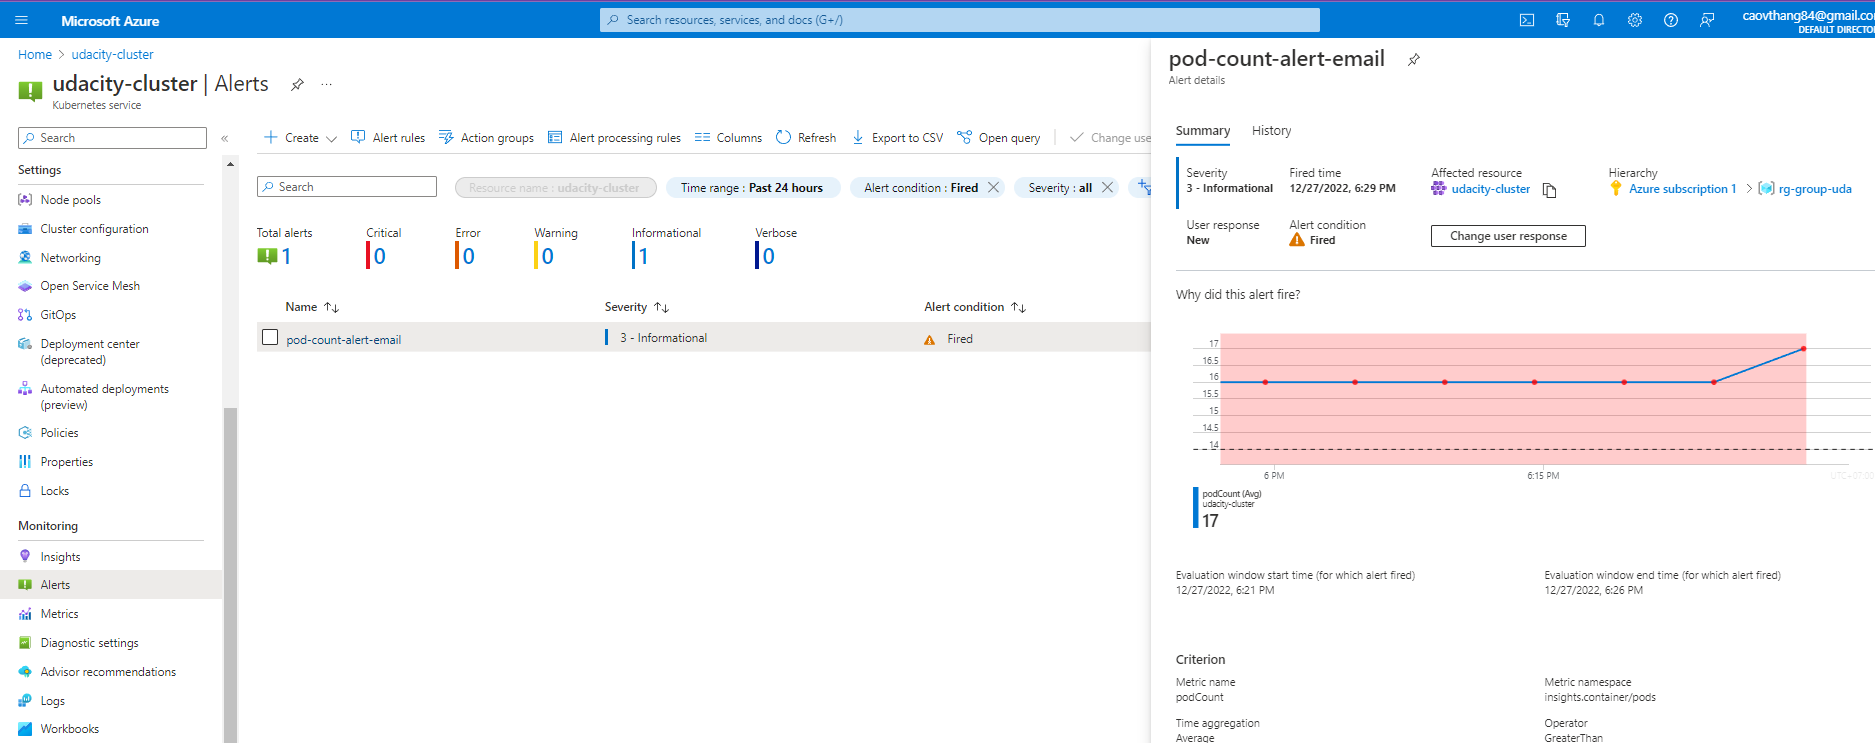 Microsoft Azure
Search resources, services, and docs (G+/)
caovthang84@gmail.co
DEFAULT DIRECTO
Home > udacity-cluster
udacity-cluster | Alerts
Kubernetes service
Search
«
Settings
Node pools
Cluster configuration
Networking
Open Service Mesh
GitOps
Deployment center
(deprecated)
Automated deployments
(preview)
Policies
Properties
Locks
Monitoring
Insights
Alerts
Metrics
Diagnostic settings
Advisor recommendations
Logs
Workbooks
Create
Alert rules
Action groups
Alert processing rules
Columns
Refresh
Export to CSV
Open query
Change use
Search
Resource name : udacity-cluster
Time range : Past 24 hours
Alert condition : Fired
Severity : all
Total alerts
1
Critical
0
Error
0
Warning
0
Informational
1
Verbose
0
Name
Severity
Alert condition
pod-count-alert-email
3 - Informational
Fired
pod-count-alert-email
Alert details
Summary
History
Severity
3 - Informational
Fired time
12/27/2022, 6:29 PM
Affected resource
udacity-cluster
Hierarchy
Azure subscription 1 > rg-group-uda
User response
New
Alert condition
Fired
Change user response
Why did this alert fire?
17
16.5
16
15.5
15
14.5
14
6 PM
6:15 PM
UTC+07:00
podCount (Avg)
udacity-cluster
17
Evaluation window start time (for which alert fired)
12/27/2022, 6:21 PM
Evaluation window end time (for which alert fired)
12/27/2022, 6:26 PM
Criterion
Metric name
podCount
Metric namespace
insights.container/pods
Time aggregation
Average
Operator
GreaterThan